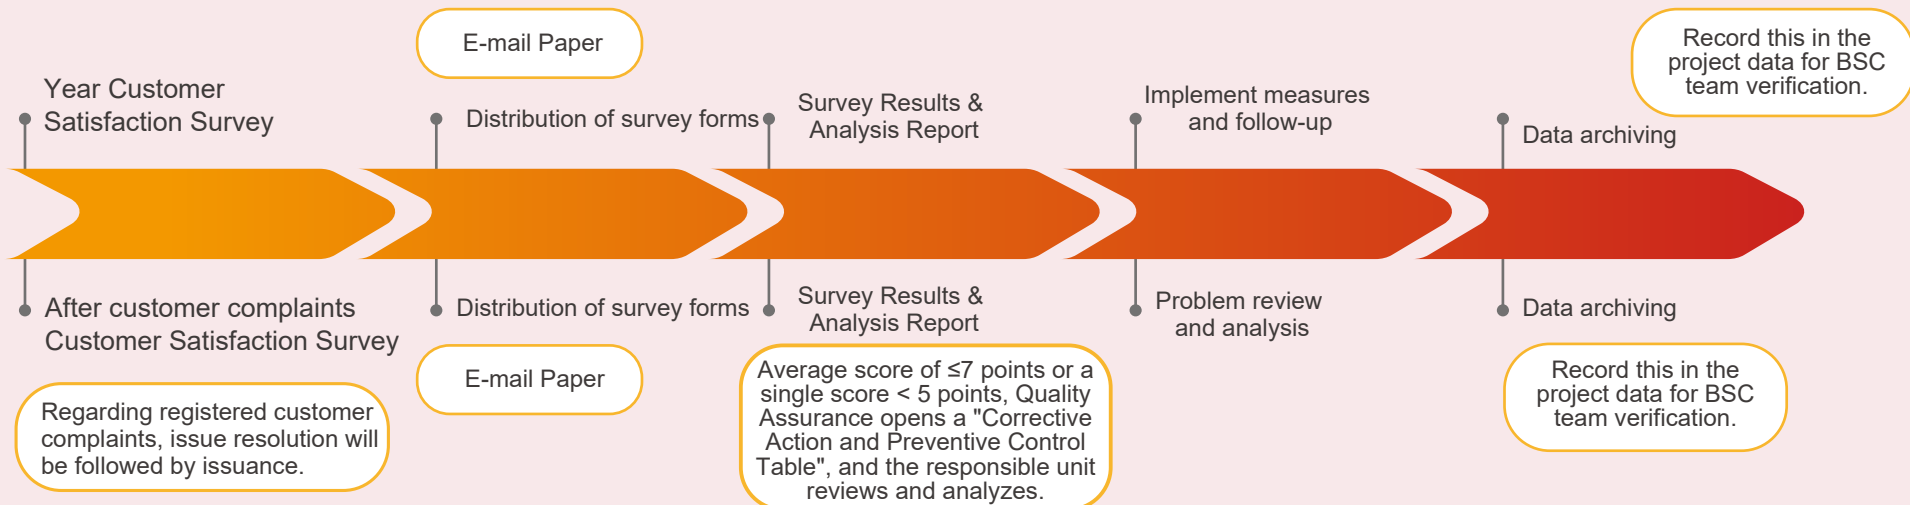 E-mail Paper
Record this in the
project data for BSC
team verification.
Year Customer
Satisfaction Survey
Distribution of survey forms
Survey Results &
Analysis Report
Implement measures
and follow-up
Data archiving
After customer complaints
Customer Satisfaction Survey
Distribution of survey forms
Survey Results &
Analysis Report
Problem review
and analysis
Data archiving
Regarding registered customer
complaints, issue resolution will
be followed by issuance.
E-mail Paper
Average score of ≤7 points or a
single score < 5 points, Quality
Assurance opens a "Corrective
Action and Preventive Control
Table", and the responsible unit
reviews and analyzes.
Record this in the
project data for BSC
team verification.